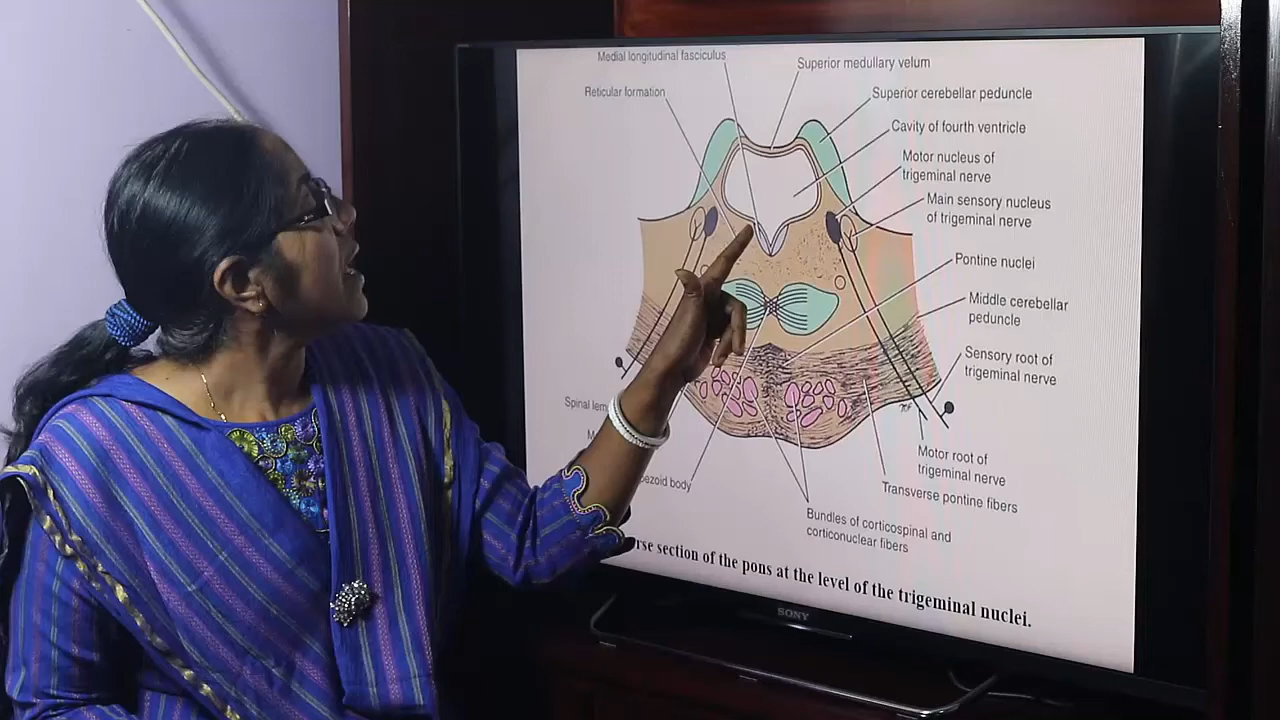 Medial longitudinal fasciculus
Superior medullary velum
Reticular formation
Superior cerebellar peduncle
Cavity of fourth ventricle
Motor nucleus of
trigeminal nerve
Main sensory nucleus
of trigeminal nerve
Pontine nuclei
Middle cerebellar
peduncle
Sensory root of
trigeminal nerve
Spinal lem
M
pezoid body
Motor root of
trigeminal nerve
Transverse pontine fibers
Bundles of corticospinal and
corticonuclear fibers
rse section of the pons at the level of the trigeminal nuclei.
SONY